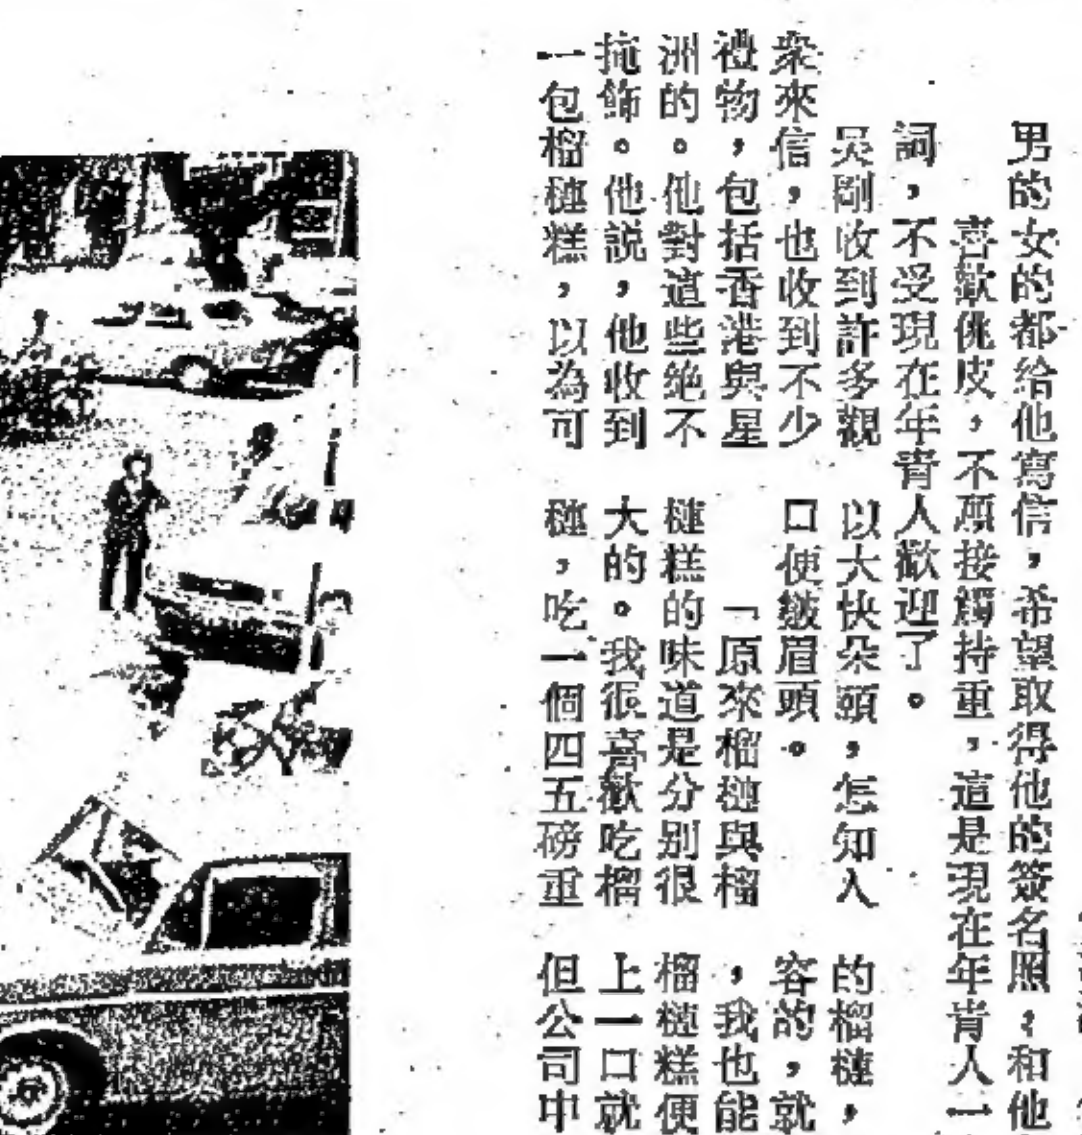 男的女的都給他寫信，希望取得他的簽名照，和他
喜歡佻皮，不願接觸持重，這是現在年青人一
詞，不受現在年青人歡迎了。
吳剛收到許多觀
衆來信，也收到不少
禮物，包括香港與星
洲的。他對這些絶不
掩飾。他説，他收到
一包榴槤糕，以為可
以大快朵頤，怎知入
口便皺眉頭。
「原來榴槤與榴
槤糕的味道是分别很
大的。我很喜歡吃榴
槤，吃一個四五磅重
的榴槤，
容的，就
，我也能
榴槤糕便
上一口就
但公司中